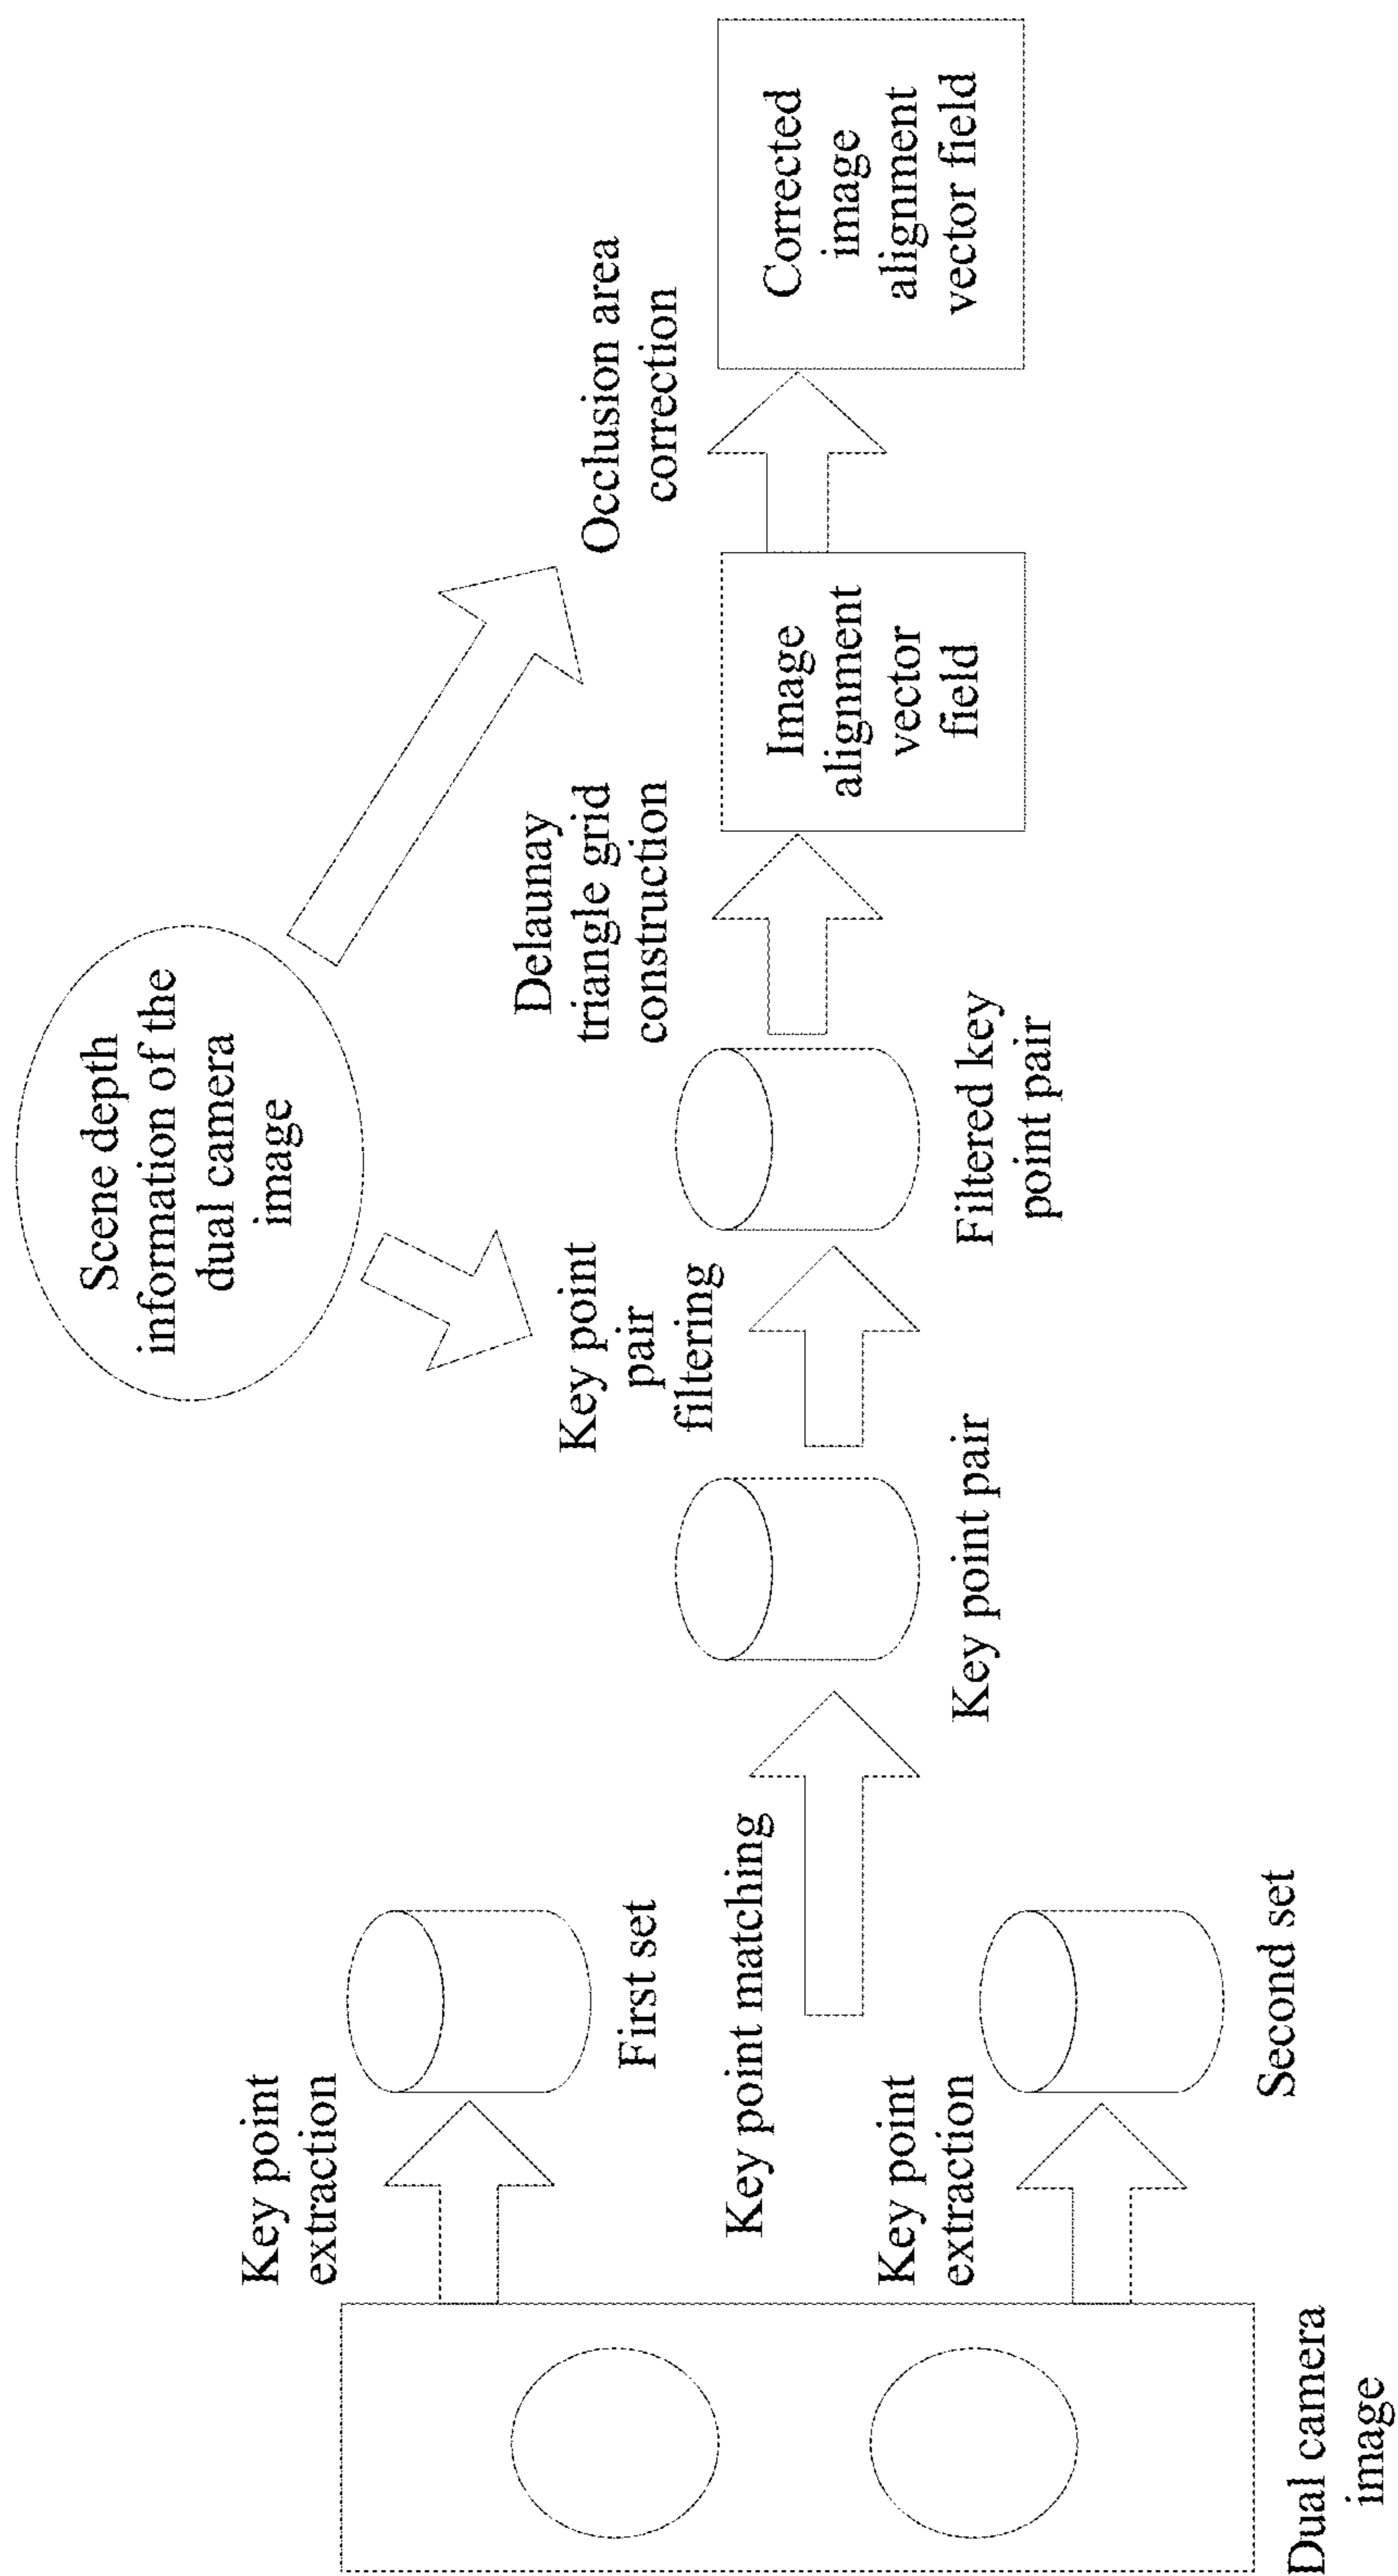 Scene depth
information of the
dual camera
image
Key point
extraction
First set
Key point matching
Key point
extraction
Second set
Dual camera
image
Key point
pair
filtering
Key point pair
Filtered key
point pair
Delaunay
triangle grid
construction
Image
alignment
vector
field
Occlusion area
correction
Corrected
image
alignment
vector field